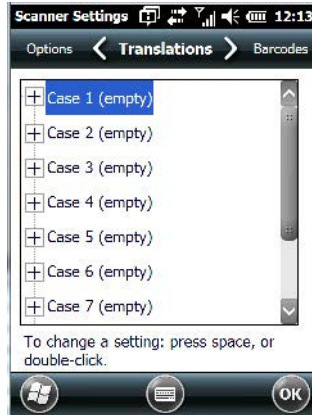 Scanner Settings 12:13
Options Translations Barcodes
Case 1 (empty)
Case 2 (empty)
Case 3 (empty)
Case 4 (empty)
Case 5 (empty)
Case 6 (empty)
Case 7 (empty)
To change a setting: press space, or
double-click.
OK